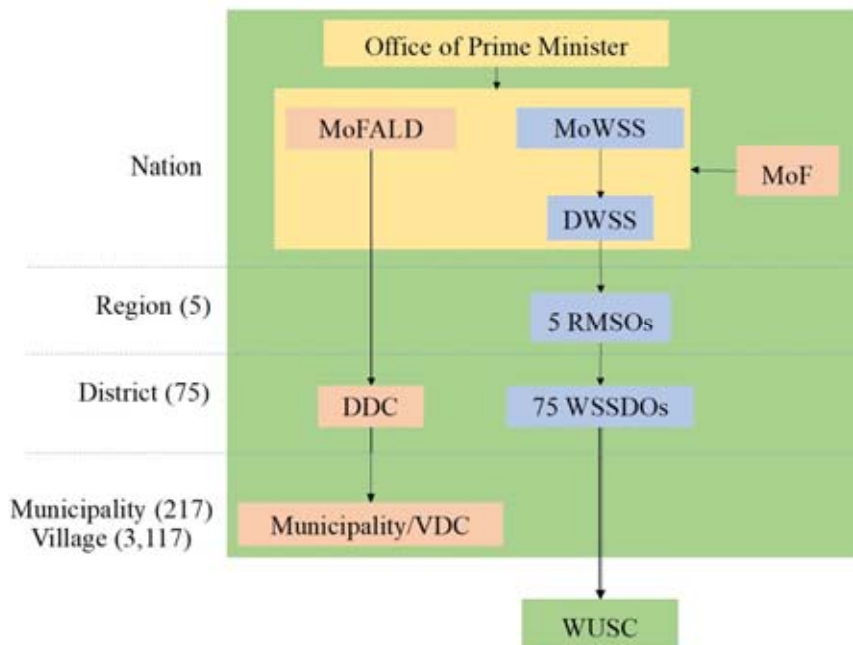 Office of Prime Minister
MoFALD
MoWSS
Nation
MoF
DWSS
Region (5)
5 RMSOs
District (75)
DDC
75 WSSDOs
Municipality (217)
Village (3,117)
Municipality/VDC
WUSC